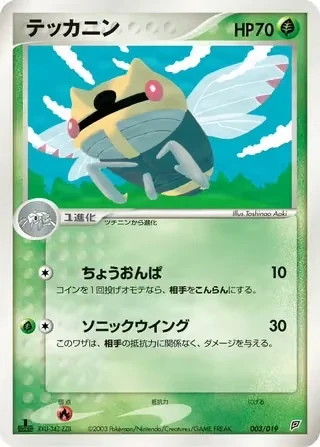 テッカニン HP70
Illus.Toshinao Aoki
1進化
ツチニンから進化
ちょうおんぱ 10
コインを1回投げオモテなら、相手をこんらんにする。
ソニックウイング 30
このワザは、相手の抵抗力に関係なく、ダメージを与える。
弱点 抵抗力 にげる
©2003 Pokémon/Nintendo/Creatures/GAME FREAK. 003/019